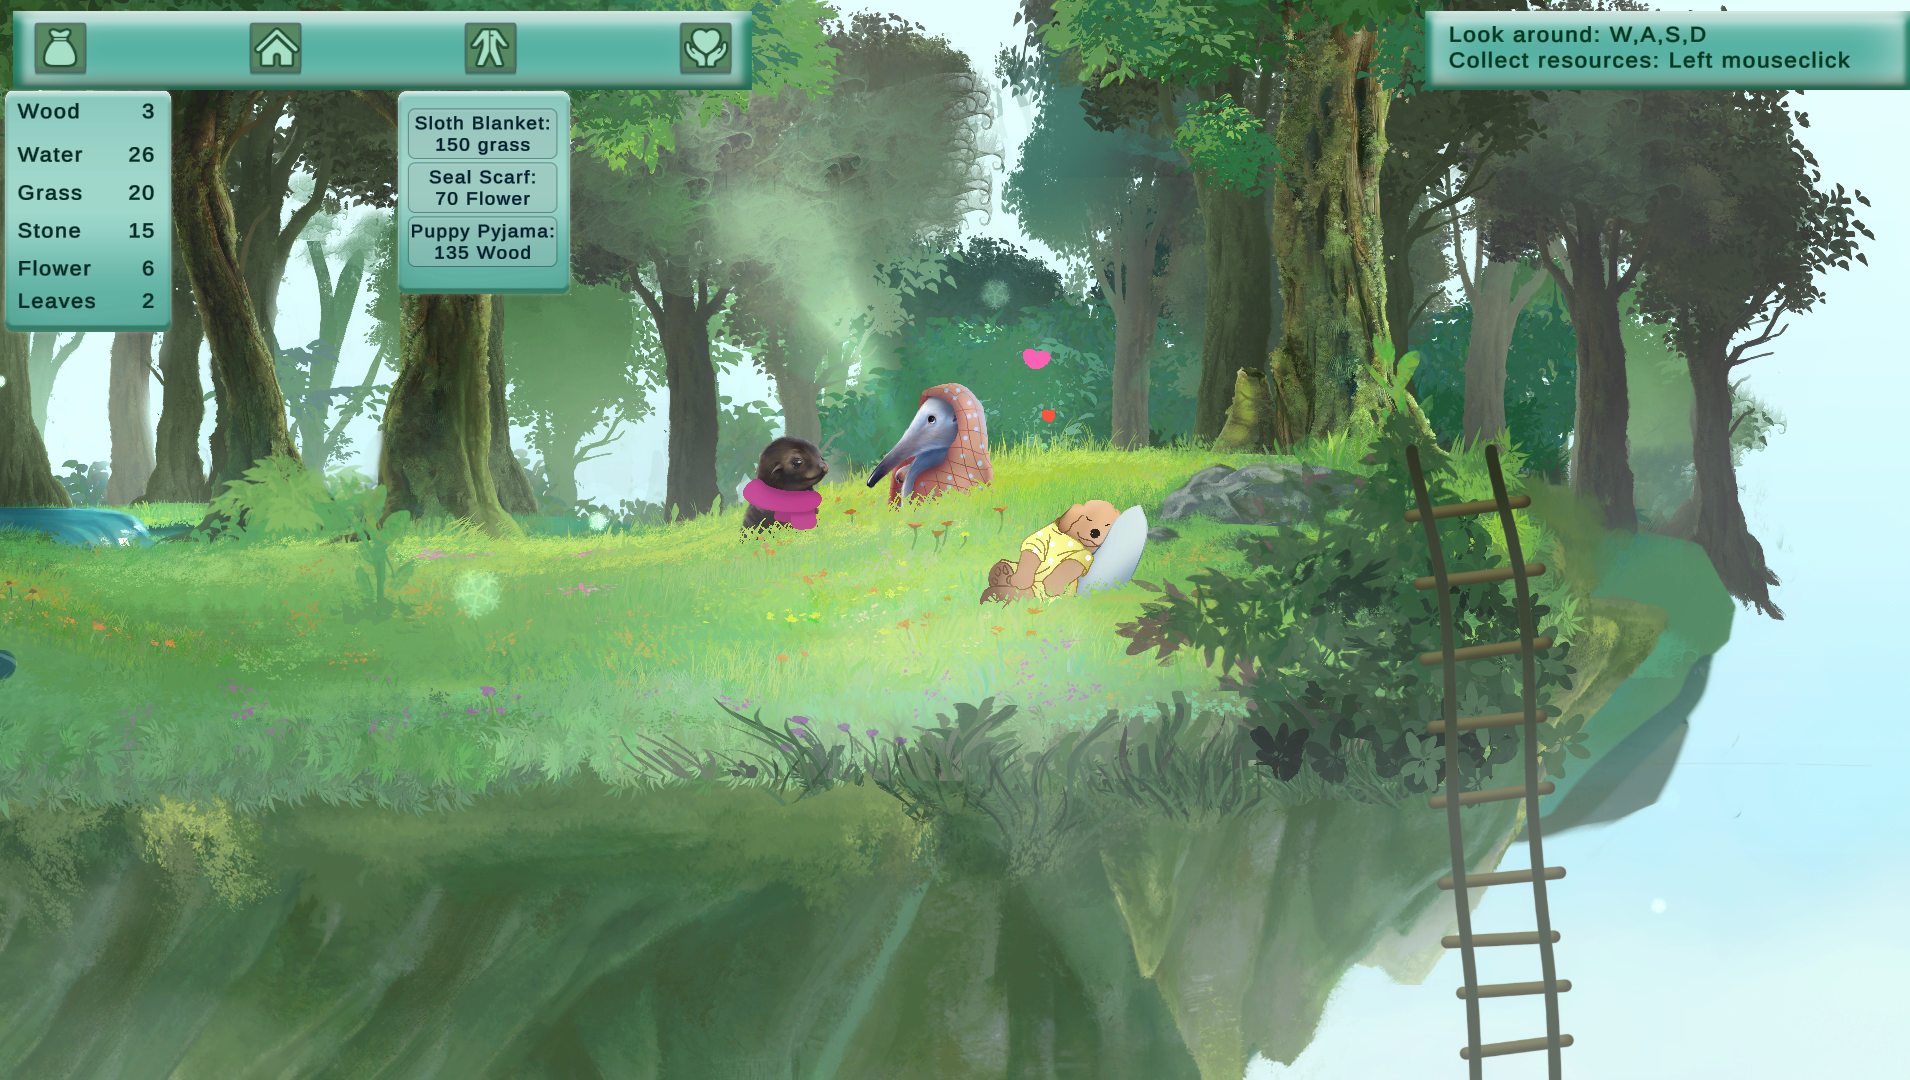 Look around: W,A,S,D
Collect resources: Left mouseclick
Wood 3
Water 26
Grass 20
Stone 15
Flower 6
Leaves 2
Sloth Blanket:
150 grass
Seal Scarf:
70 Flower
Puppy Pyjama:
135 Wood